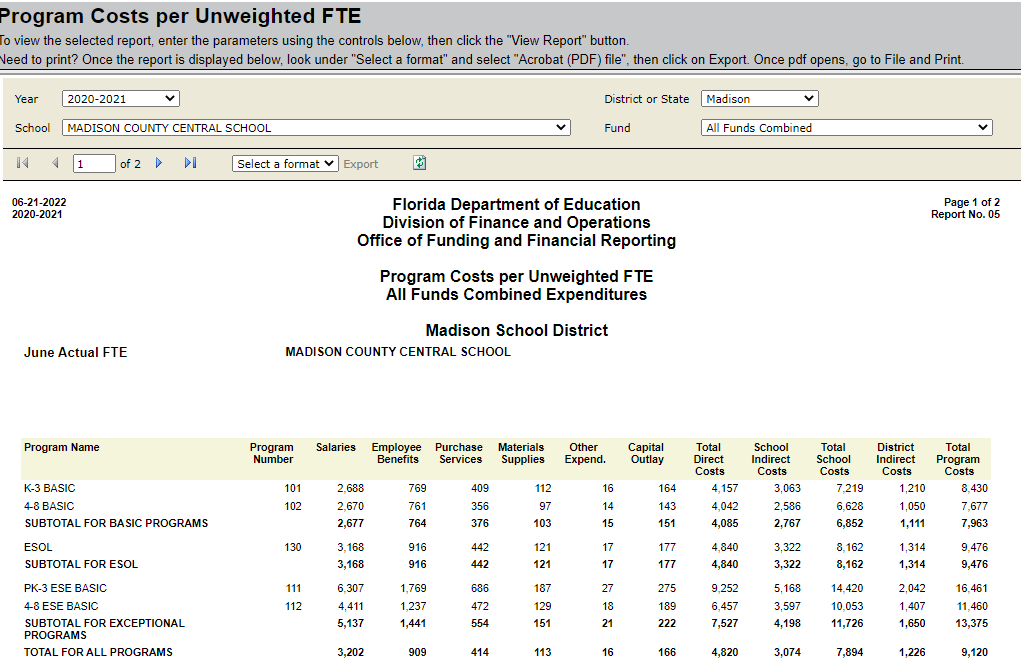 Program Costs per Unweighted FTE
To view the selected report, enter the parameters using the controls below, then click the "View Report" button.
Need to print? Once the report is displayed below, look under "Select a format" and select "Acrobat (PDF) file", then click on Export. Once pdf opens, go to File and Print.
Year 2020-2021 District or State Madison
School MADISON COUNTY CENTRAL SCHOOL Fund All Funds Combined
1 of 2 Select a format Export
06-21-2022 Florida Department of Education Page 1 of 2
2020-2021 Division of Finance and Operations Report No. 05
Office of Funding and Financial Reporting
Program Costs per Unweighted FTE
All Funds Combined Expenditures
Madison School District
June Actual FTE MADISON COUNTY CENTRAL SCHOOL
Program Name Program Salaries Employee Purchase Materials Other Capital Total School Total District Total
Number Benefits Services Supplies Expend. Outlay Direct Indirect School Indirect Program
Costs Costs Costs Costs Costs
K-3 BASIC 101 2,688 769 409 112 16 164 4,157 3,063 7,219 1,210 8,430
4-8 BASIC 102 2,670 761 356 97 14 143 4,042 2,586 6,628 1,050 7,677
SUBTOTAL FOR BASIC PROGRAMS 2,677 764 376 103 15 151 4,085 2,767 6,852 1,111 7,963
ESOL 130 3,168 916 442 121 17 177 4,840 3,322 8,162 1,314 9,476
SUBTOTAL FOR ESOL 3,168 916 442 121 17 177 4,840 3,322 8,162 1,314 9,476
PK-3 ESE BASIC 111 6,307 1,769 686 187 27 275 9,252 5,168 14,420 2,042 16,461
4-8 ESE BASIC 112 4,411 1,237 472 129 18 189 6,457 3,597 10,053 1,407 11,460
SUBTOTAL FOR EXCEPTIONAL 5,137 1,441 554 151 21 222 7,527 4,198 11,726 1,650 13,375
PROGRAMS
TOTAL FOR ALL PROGRAMS 3,202 909 414 113 16 166 4,820 3,074 7,894 1,226 9,120